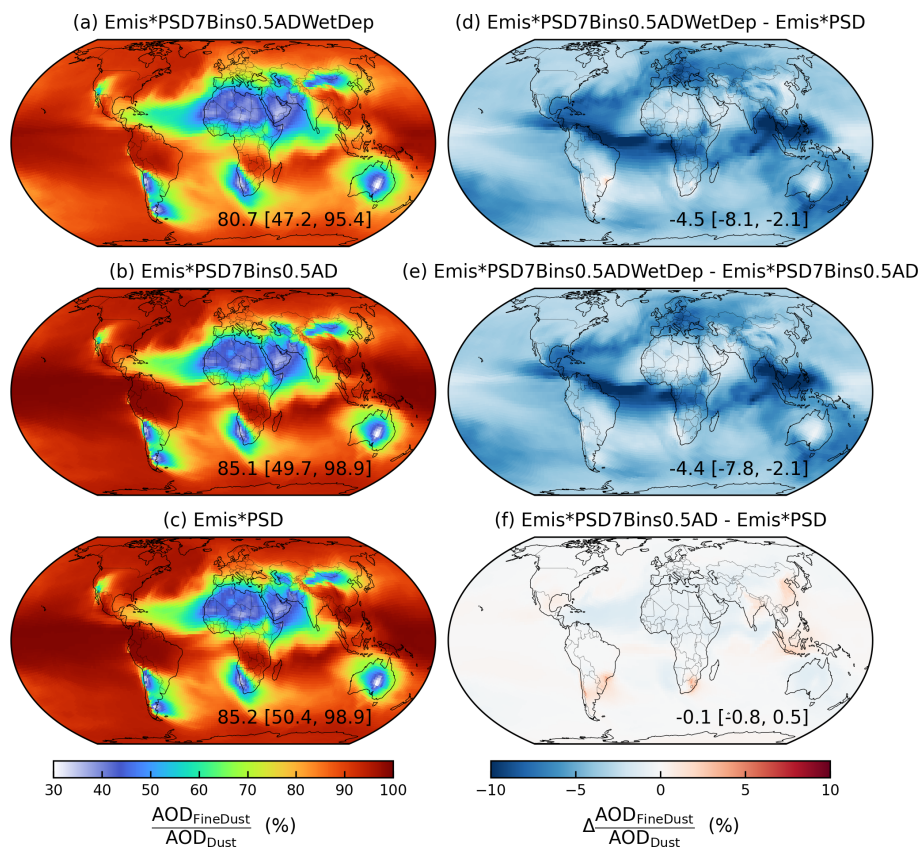 (a) Emis*PSD7Bins0.5ADWetDep
(d) Emis*PSD7Bins0.5ADWetDep - Emis*PSD
80.7 [47.2, 95.4]
-4.5 [-8.1, -2.1]
(b) Emis*PSD7Bins0.5AD
(e) Emis*PSD7Bins0.5ADWetDep - Emis*PSD7Bins0.5AD
85.1 [49.7, 98.9]
-4.4 [-7.8, -2.1]
(c) Emis*PSD
(f) Emis*PSD7Bins0.5AD - Emis*PSD
85.2 [50.4, 98.9]
-0.1 [-0.8, 0.5]
30 40 50 60 70 80 90 100
−10 −5 0 5 10
AOD_FineDust
AOD_Dust (%)
ΔAOD_FineDust
AOD_Dust (%)